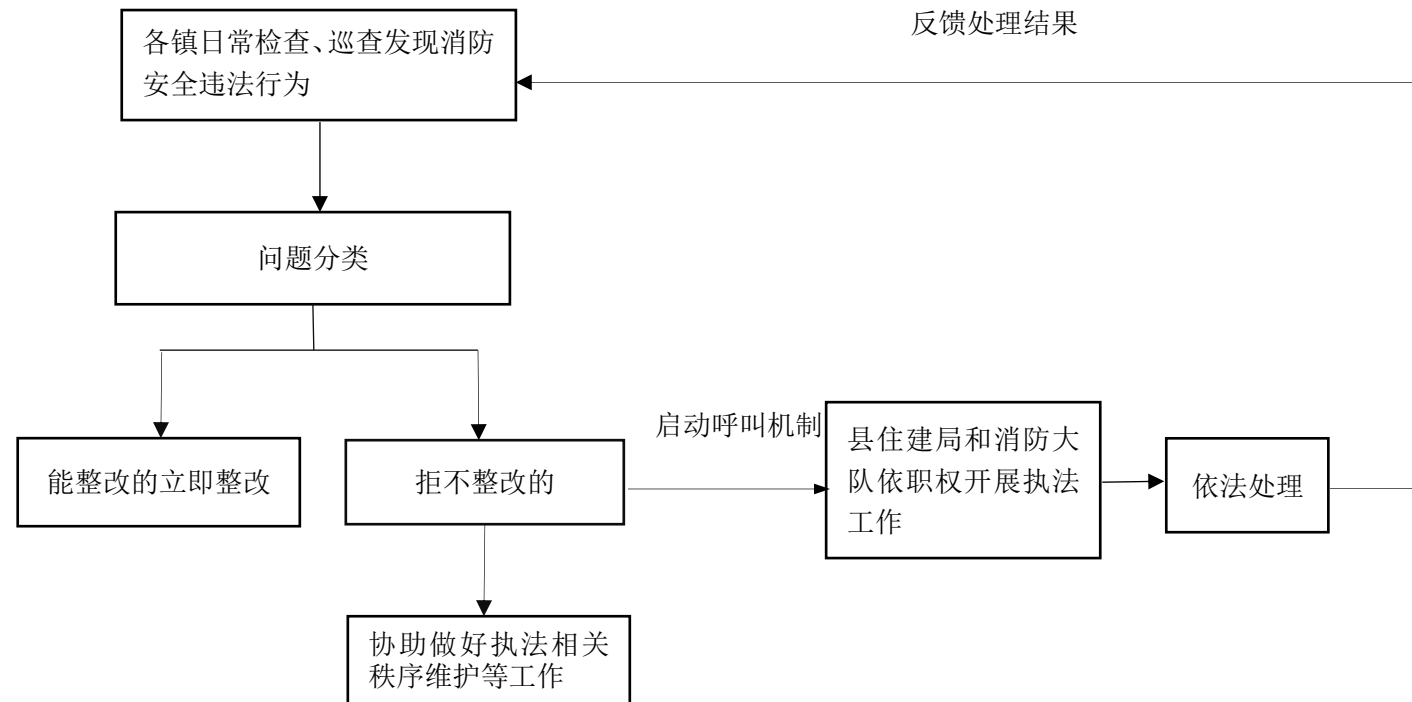 反馈处理结果
各镇日常检查、巡查发现消防
安全违法行为
问题分类
启动呼叫机制
能整改的立即整改
拒不整改的
县住建局和消防大
队依职权开展执法
工作
依法处理
协助做好执法相关
秩序维护等工作